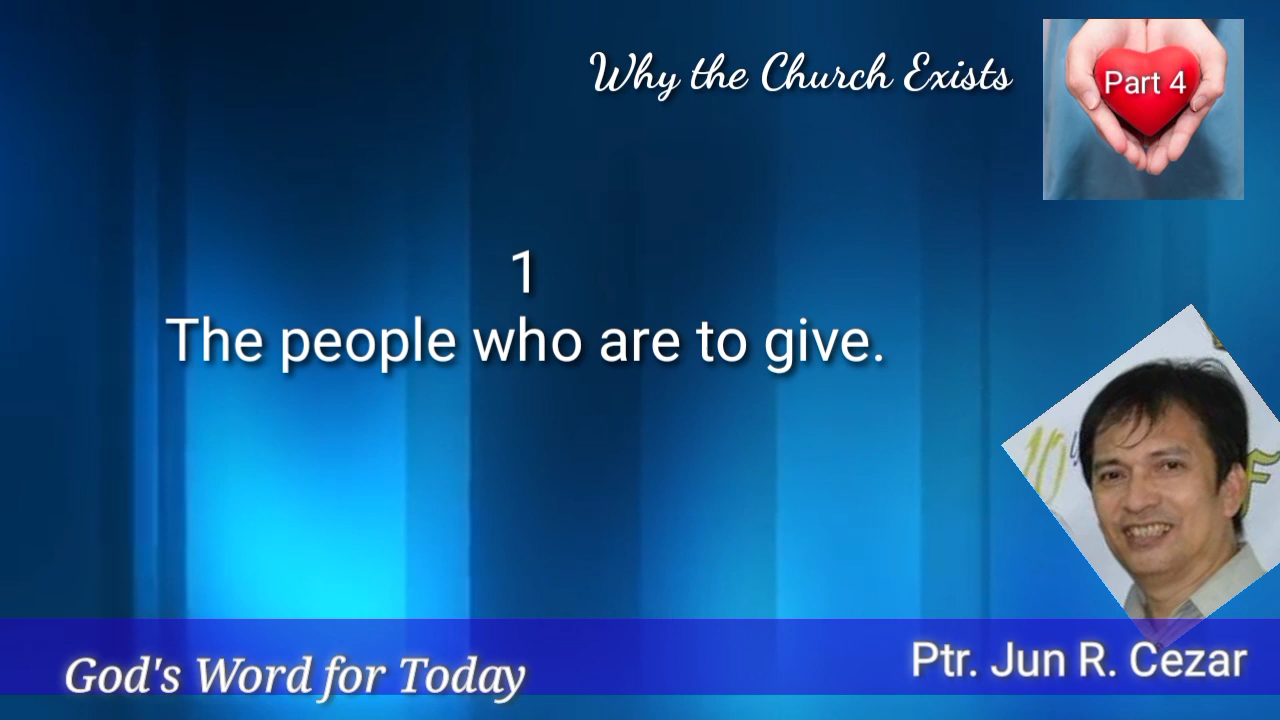 Why the Church Exists
Part 4
1
The people who are to give.
10
God's Word for Today
Ptr. Jun R. Cezar